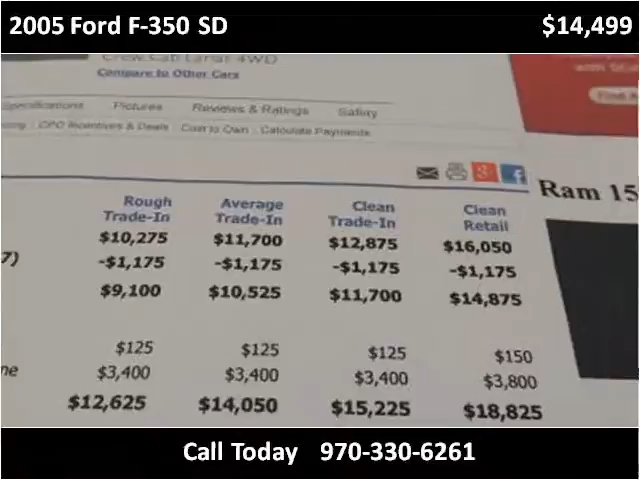 2005 Ford F-350 SD $14,499
Crew Cab Lariat 4WD
Compare to Other Cars
Specifications Pictures Reviews & Ratings Safety
CPO Incentives & Deals Cost to Own Calculate Payments
Find A
Ram 15
Rough Trade-In Average Trade-In Clean Trade-In Clean Retail
$10,275 $11,700 $12,875 $16,050
7) -$1,175 -$1,175 -$1,175 -$1,175
$9,100 $10,525 $11,700 $14,875
$125 $125 $125 $150
ne $3,400 $3,400 $3,400 $3,800
$12,625 $14,050 $15,225 $18,825
Call Today 970-330-6261